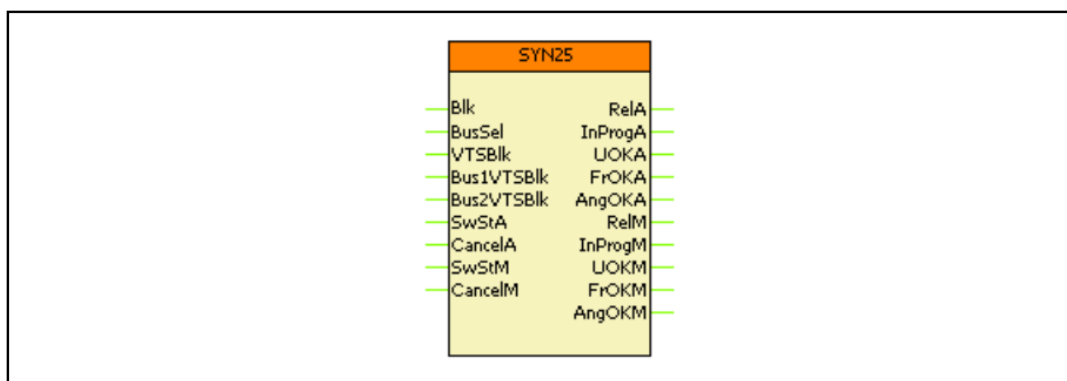 SYN25
Blk RelA
BusSel InProgA
VTSBlk UOKA
Bus1VTSBlk FrOKA
Bus2VTSBlk AngOKA
SwStA RelM
CancelA InProgM
SwStM UOKM
CancelM FrOKM
AngOKM